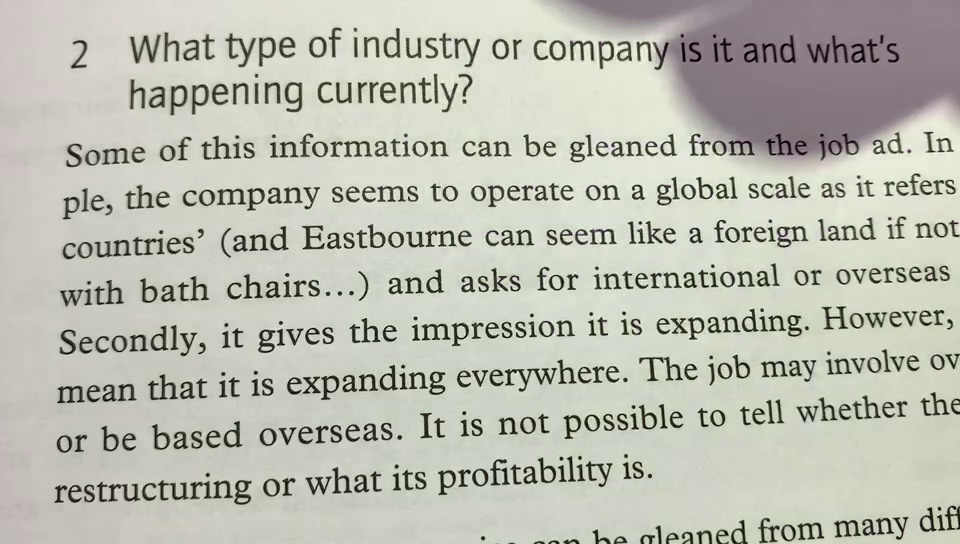 2 What type of industry or company is it and what's
happening currently?
Some of this information can be gleaned from the job ad. In
ple, the company seems to operate on a global scale as it refers
countries' (and Eastbourne can seem like a foreign land if not
with bath chairs...) and asks for international or overseas
Secondly, it gives the impression it is expanding. However,
mean that it is expanding everywhere. The job may involve ov
or be based overseas. It is not possible to tell whether the
restructuring or what its profitability is.
can be gleaned from many diff